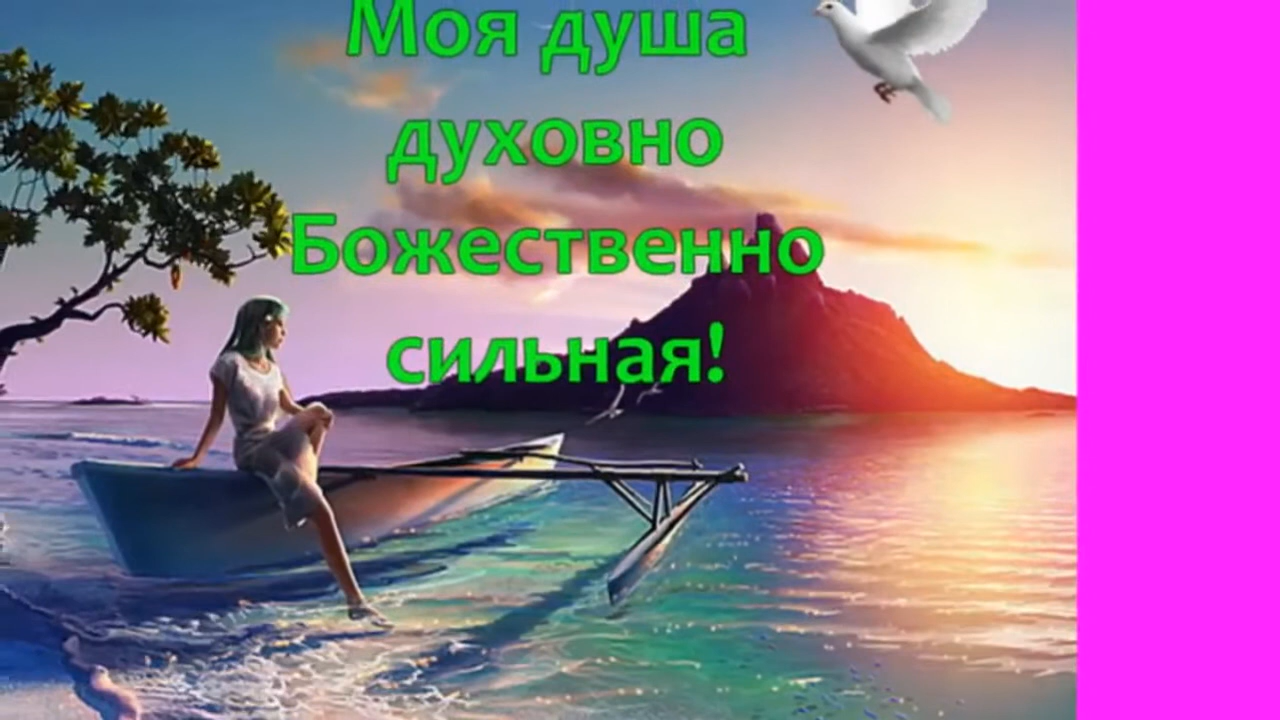 Моя душа
духовно
Божественно
сильная!